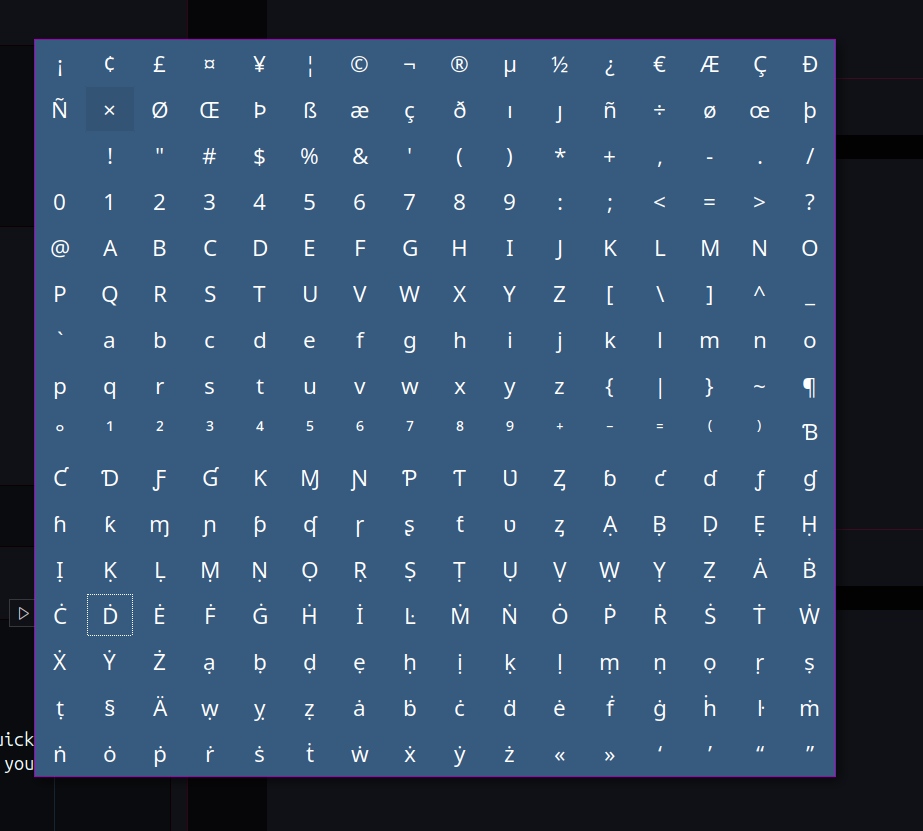 ¡ ¢ £ ¤ ¥ ¦ © ¬ ® µ ½ ¿ € Æ Ç Ð
Ñ × Ø Œ Þ ß æ ç ð ı ȷ ñ ÷ ø œ þ
! " # $ % & ' ( ) * + , - . /
0 1 2 3 4 5 6 7 8 9 : ; < = > ?
@ A B C D E F G H I J K L M N O
P Q R S T U V W X Y Z [ \ ] ^ _
` a b c d e f g h i j k l m n o
p q r s t u v w x y z { | } ~ ¶
° ¹ ² ³ ⁴ ⁵ ⁶ ⁷ ⁸ ⁹ ⁺ ⁻ ⁼ ⁽ ⁾ Ɓ
Ƈ Ɗ Ƒ Ɠ Ƙ Ɱ Ɲ Ƥ Ƭ Ʋ Ȥ ɓ ƈ ɗ ƒ ɠ
ɦ ƙ ɱ ɲ ƥ ʠ ɼ ʂ ƭ ʋ ȥ Ạ Ḅ Ḍ Ẹ Ḥ
Ị Ḳ Ḷ Ṃ Ṇ Ọ Ṛ Ṣ Ṭ Ụ Ṿ Ẉ Ỵ Ẓ Ȧ Ḃ
Ċ Ḋ Ė Ḟ Ġ Ḣ İ Ŀ Ṁ Ṅ Ȯ Ṗ Ṙ Ṡ Ṫ Ẇ
Ẋ Ẏ Ż ạ ḅ ḍ ẹ ḥ ị ḳ ḷ ṃ ṇ ọ ṛ ṣ
ṭ § Ä ẉ ỵ ẓ ȧ ḃ ċ ḋ ė ḟ ġ ḣ ŀ ṁ
ṅ ȯ ṗ ṙ ṡ ṫ ẇ ẋ ẏ ż « » ‘ ’ “ ”
you